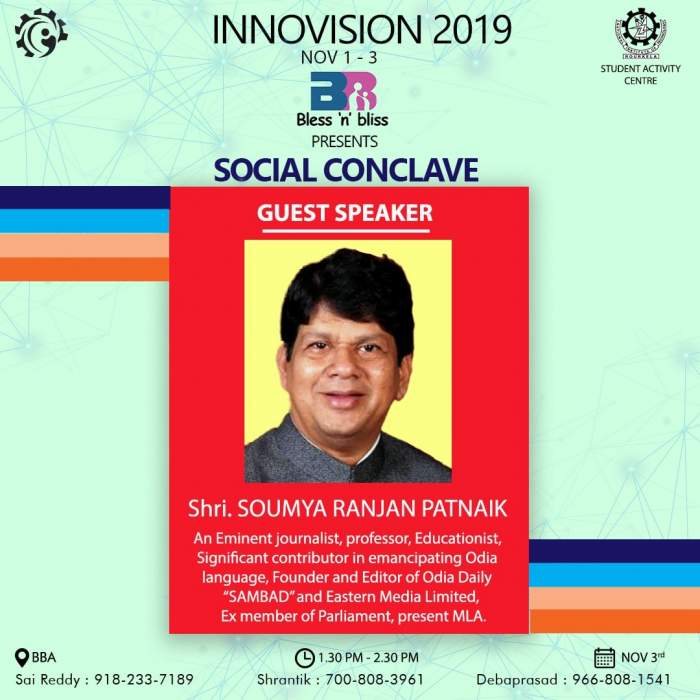 INNOVISION 2019
NOV 1 - 3
STUDENT ACTIVITY
CENTRE
BB
Bless 'n' bliss
PRESENTS
SOCIAL CONCLAVE
GUEST SPEAKER
Shri. SOUMYA RANJAN PATNAIK
An Eminent journalist, professor, Educationist,
Significant contributor in emancipating Odia
language, Founder and Editor of Odia Daily
“SAMBAD” and Eastern Media Limited,
Ex member of Parliament, present MLA.
BBA
1.30 PM - 2.30 PM
NOV 3rd
Sai Reddy : 918-233-7189
Shrantik : 700-808-3961
Debaprasad : 966-808-1541